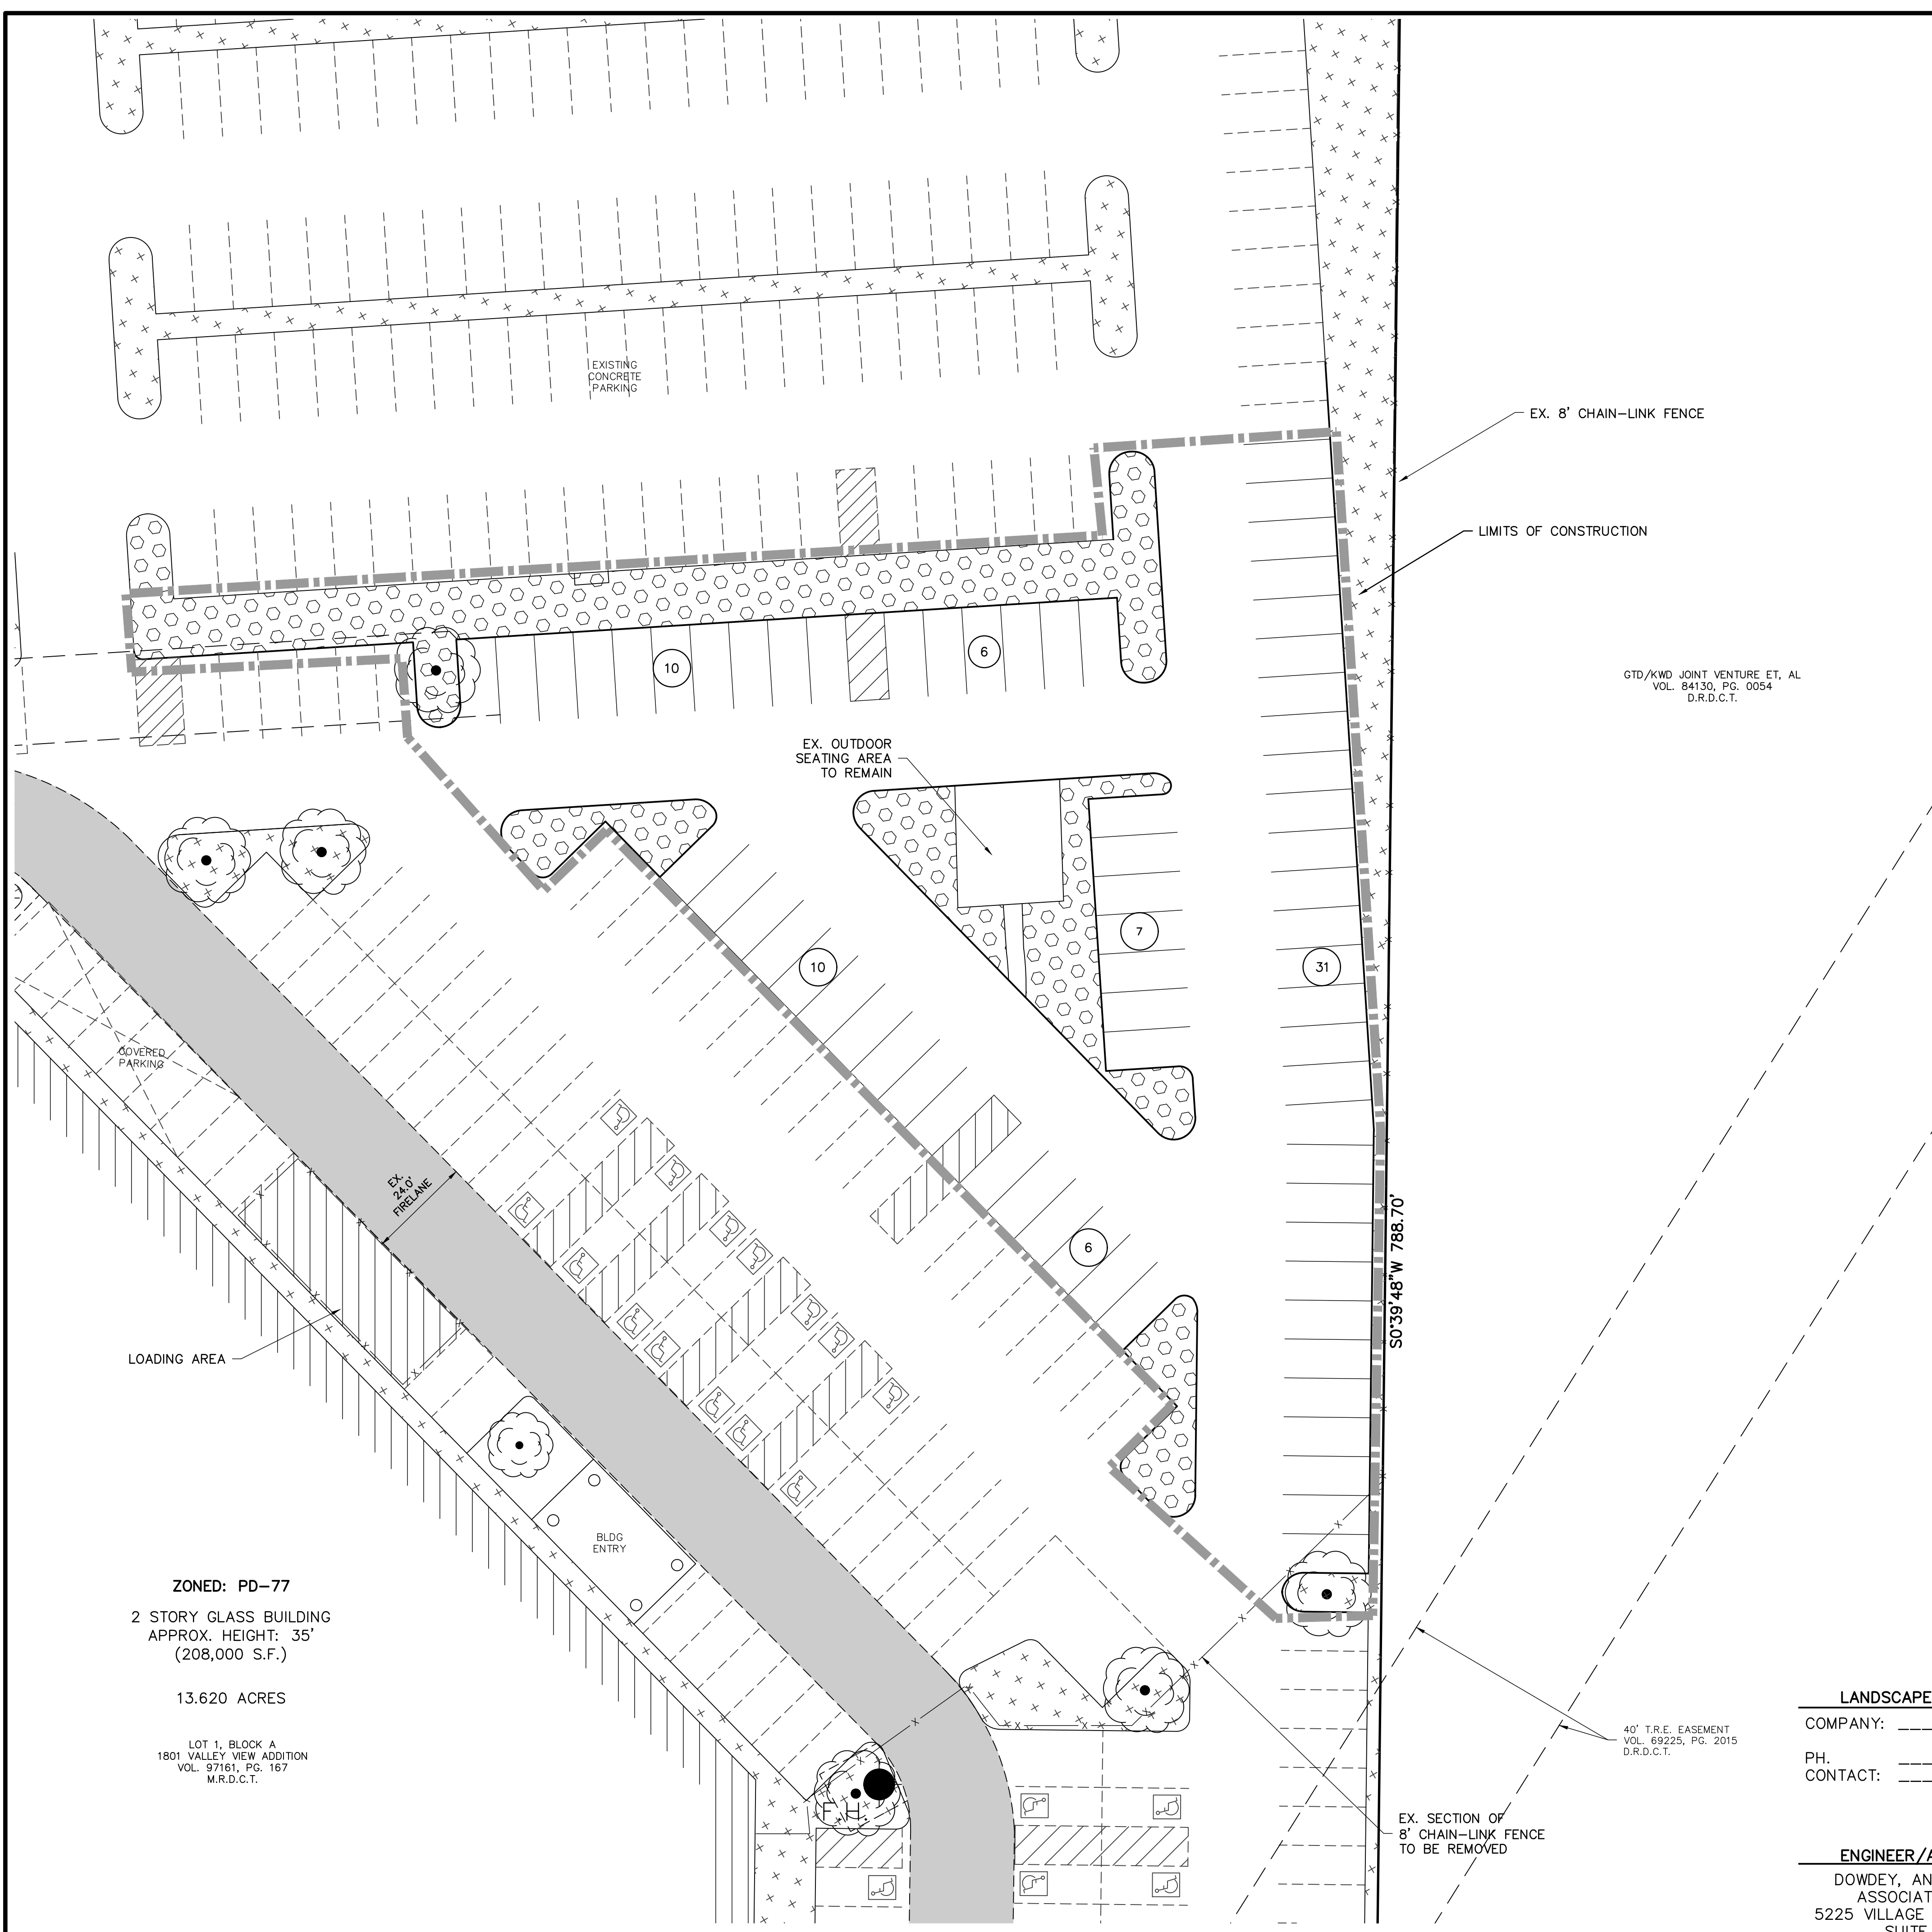 EXISTING
CONCRETE
PARKING
EX. 8' CHAIN–LINK FENCE
LIMITS OF CONSTRUCTION
10
6
GTD/KWD JOINT VENTURE ET, AL
VOL. 84130, PG. 0054
D.R.D.C.T.
EX. OUTDOOR
SEATING AREA
TO REMAIN
7
10
31
COVERED
PARKING
EX.
24.0'
FIRELANE
6
S0°39'48"W 788.70'
LOADING AREA
BLDG
ENTRY
ZONED: PD–77
2 STORY GLASS BUILDING
APPROX. HEIGHT: 35'
(208,000 S.F.)
13.620 ACRES
LOT 1, BLOCK A
1801 VALLEY VIEW ADDITION
VOL. 97161, PG. 167
M.R.D.C.T.
F.H.
40' T.R.E. EASEMENT
VOL. 69225, PG. 2015
D.R.D.C.T.
EX. SECTION OF
8' CHAIN–LINK FENCE
TO BE REMOVED
LANDSCAPE
COMPANY: ___
PH. ___
CONTACT: ___
ENGINEER/A
DOWDEY, AN
ASSOCIAT
5225 VILLAGE
SUITE